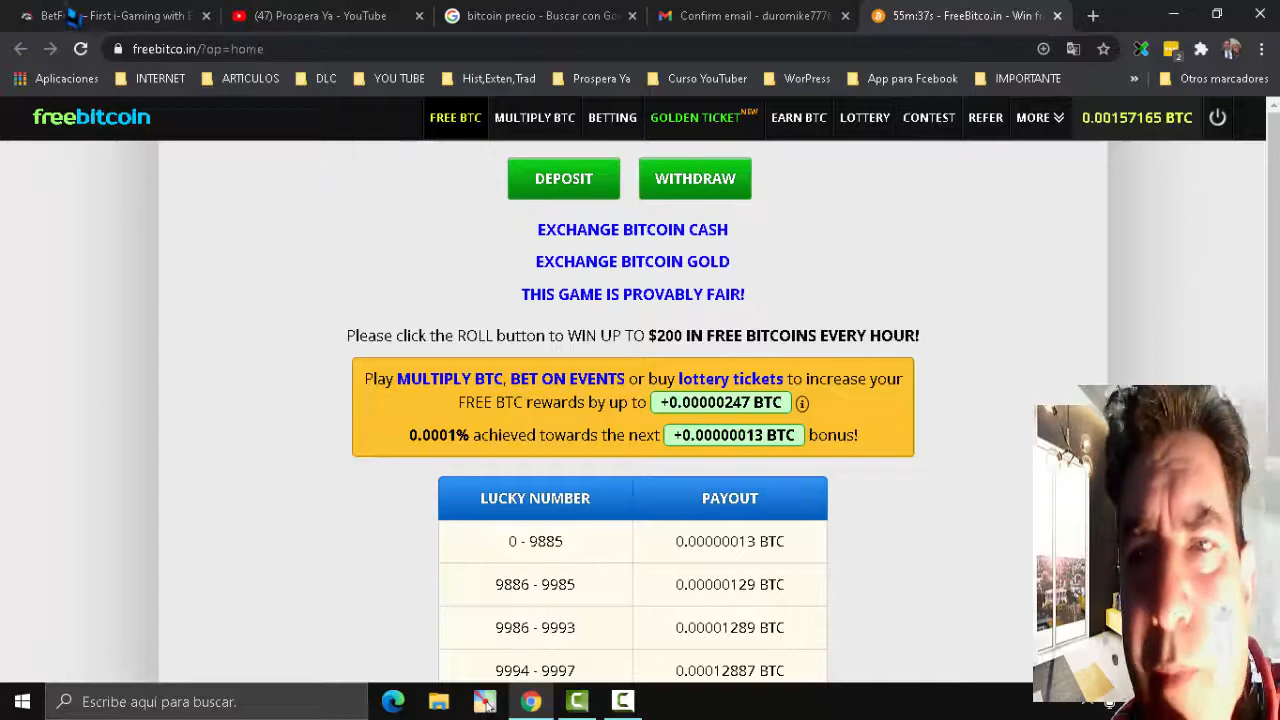 BetF
- First i-Gaming with E
(47) Prospera Ya - YouTube
bitcoin precio - Buscar con Go
Confirm email - duromike777(
55m:37s - FreeBitco.in - Win fr
freebitco.in/?op=home
2
Aplicaciones
INTERNET
ARTICULOS
DLC
YOU TUBE
Hist,Exten,Trad
Prospera Ya
Curso YouTuber
WorPress
App para Fcebook
IMPORTANTE
»
Otros marcadores
freebitcoin
FREE BTC
MULTIPLY BTC
BETTING
GOLDEN TICKET NEW
EARN BTC
LOTTERY
CONTEST
REFER
MORE
0.00157165 BTC
DEPOSIT
WITHDRAW
EXCHANGE BITCOIN CASH
EXCHANGE BITCOIN GOLD
THIS GAME IS PROVABLY FAIR!
Please click the ROLL button to WIN UP TO $200 IN FREE BITCOINS EVERY HOUR!
Play MULTIPLY BTC, BET ON EVENTS or buy lottery tickets to increase your
FREE BTC rewards by up to +0.00000247 BTC
0.0001% achieved towards the next +0.00000013 BTC bonus!
LUCKY NUMBER PAYOUT
0 - 9885 0.00000013 BTC
9886 - 9985 0.00000129 BTC
9986 - 9993 0.00001289 BTC
9994 - 9997 0.00012887 BTC
Escribe aquí para buscar.